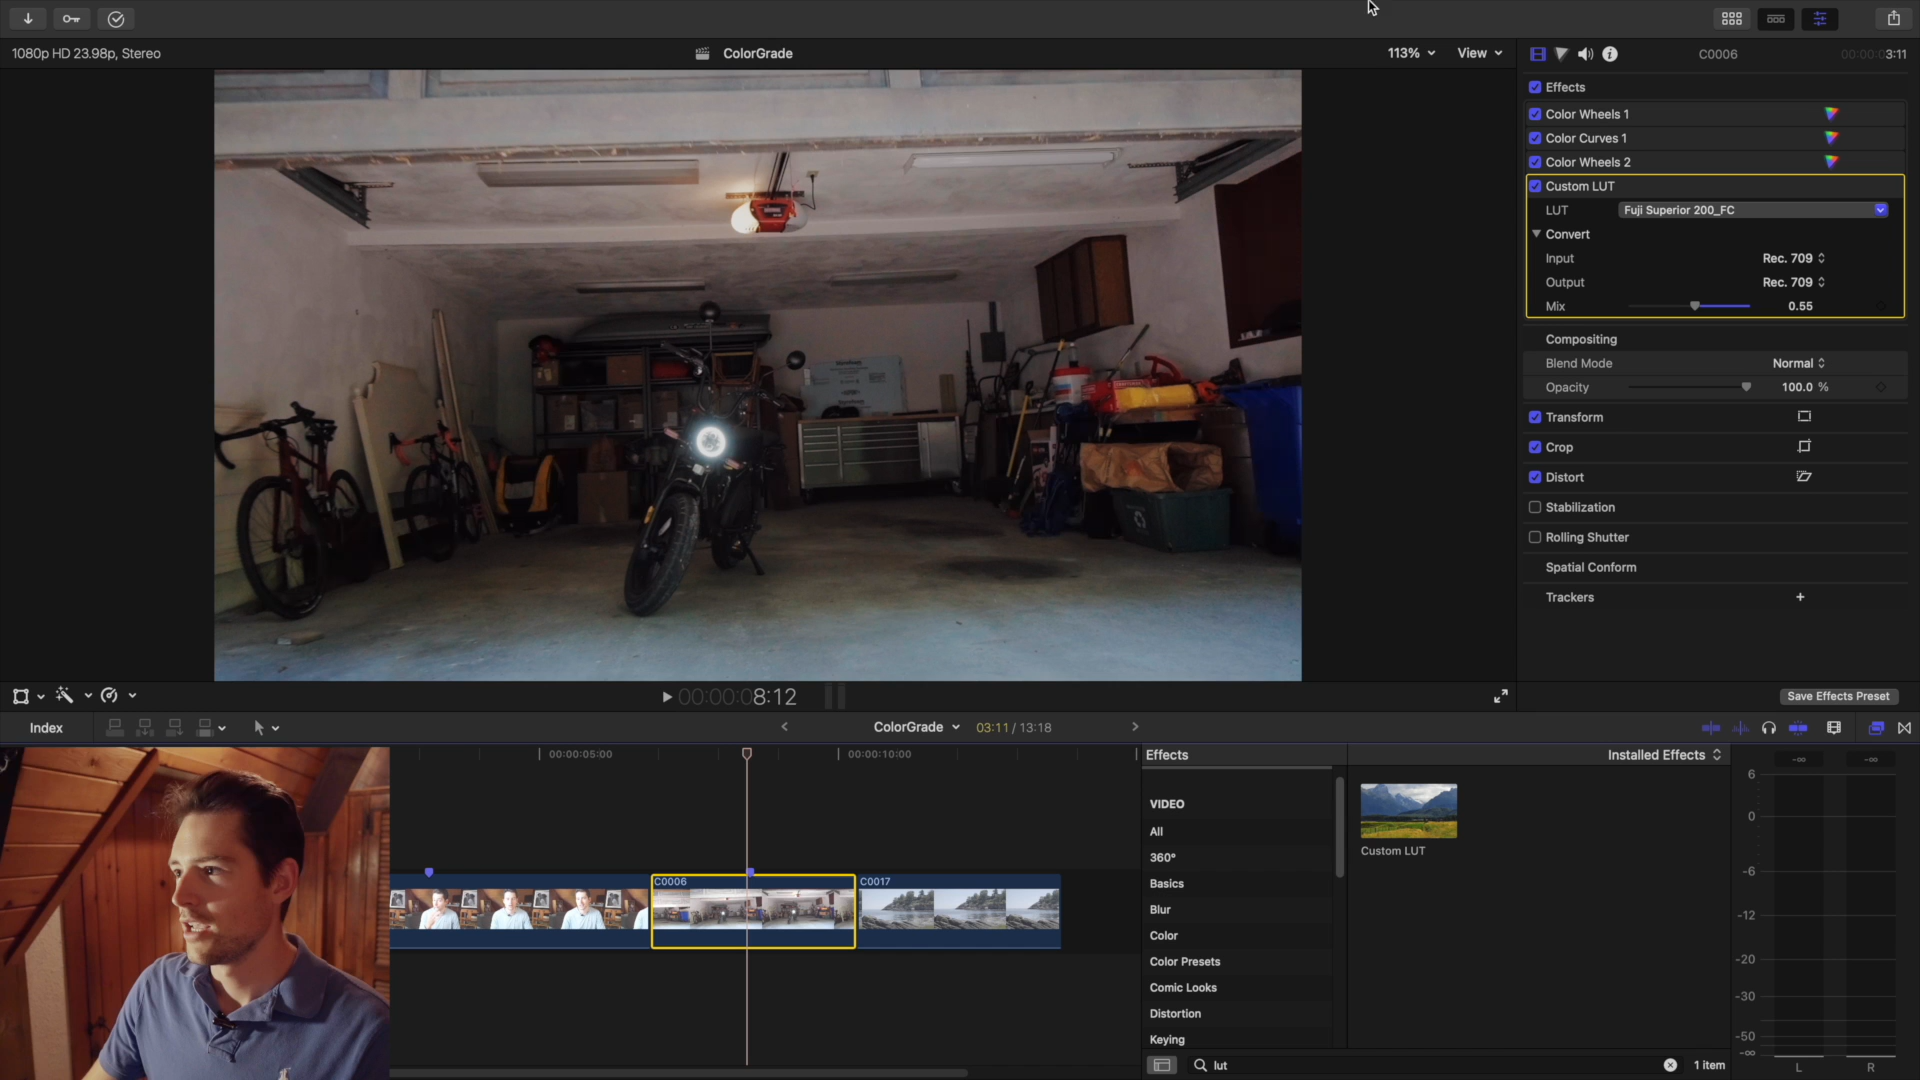 1080p HD 23.98p, Stereo
ColorGrade
113%
View
C0006
00:00:03:11
Effects
Color Wheels 1
Color Curves 1
Color Wheels 2
Custom LUT
LUT
Fuji Superior 200_FC
Convert
Input
Rec. 709
Output
Rec. 709
Mix
0.55
Compositing
Blend Mode
Normal
Opacity
100.0 %
Transform
Crop
Distort
Stabilization
Rolling Shutter
Spatial Conform
Trackers
+
00:00:08:12
Save Effects Preset
Index
ColorGrade
03:11 / 13:18
00:00:05:00
00:00:10:00
C0006
C0017
Effects
Installed Effects
VIDEO
All
360°
Basics
Blur
Color
Color Presets
Comic Looks
Distortion
Keying
Custom LUT
lut
1 item
-∞
-∞
6
0
-6
-12
-20
-30
-50
-∞
L
R